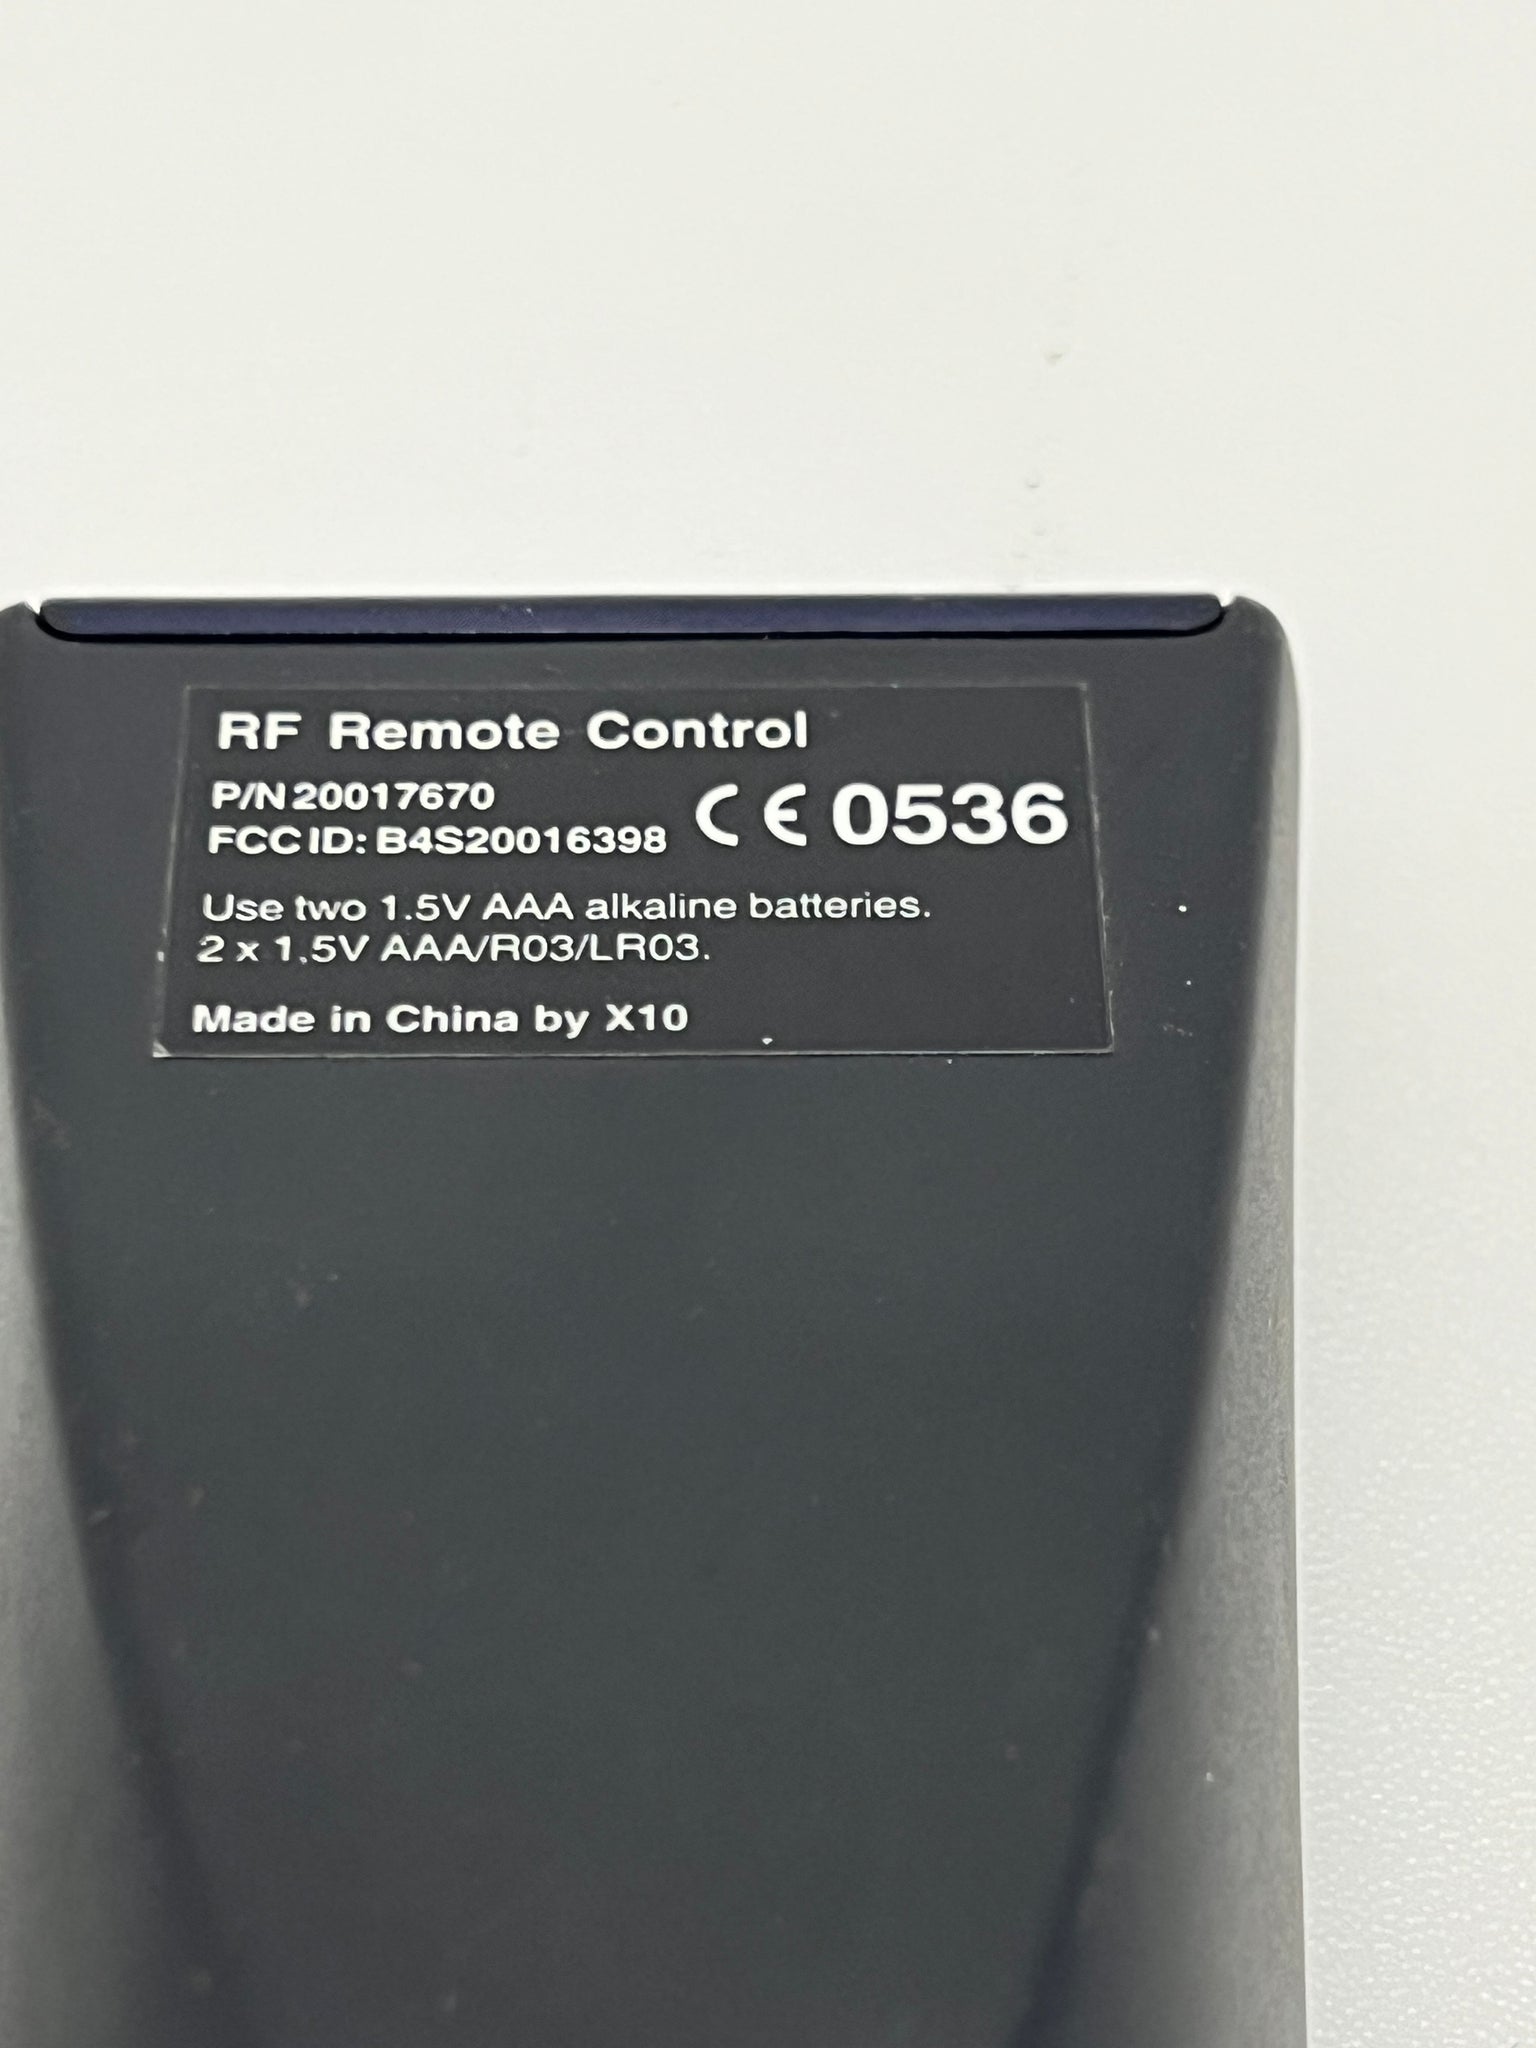 RF Remote Control
P/N 20017670
FCC ID: B4S20016398
CE 0536
Use two 1.5V AAA alkaline batteries.
2 x 1.5V AAA/R03/LR03.
Made in China by X10